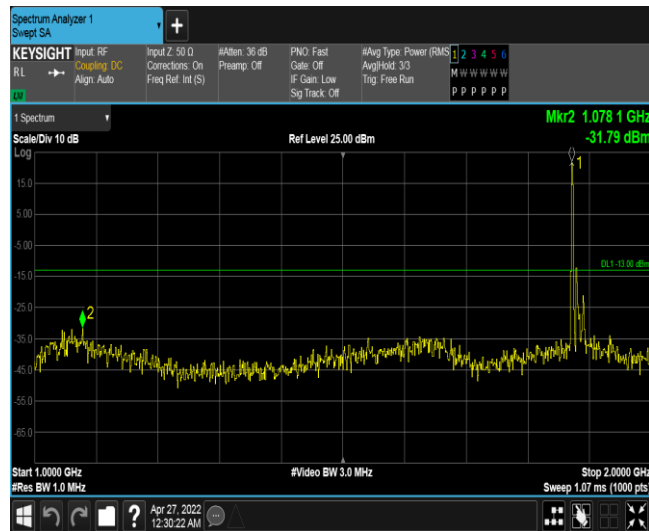 Spectrum Analyzer 1
Swept SA
KEYSIGHT
RL
Input: RF
Coupling: DC
Align: Auto
Input Z: 50 Ω
Corrections: On
Freq Ref: Int (S)
#Atten: 36 dB
Preamp: Off
PNO: Fast
Gate: Off
IF Gain: Low
Sig Track: Off
#Avg Type: Power (RMS
Avg|Hold: 3/3
Trig: Free Run
1 2 3 4 5 6
M W W W W W
P P P P P P
1 Spectrum
Mkr2 1.078 1 GHz
Scale/Div 10 dB
Ref Level 25.00 dBm
-31.79 dBm
Log
1
15.0
5.00
-5.00
DL1 -13.00 dBm
-15.0
-25.0
2
-35.0
-45.0
-55.0
-65.0
Start 1.0000 GHz
#Video BW 3.0 MHz
Stop 2.0000 GHz
#Res BW 1.0 MHz
Sweep 1.07 ms (1000 pts)
?
Apr 27, 2022
12:30:22 AM